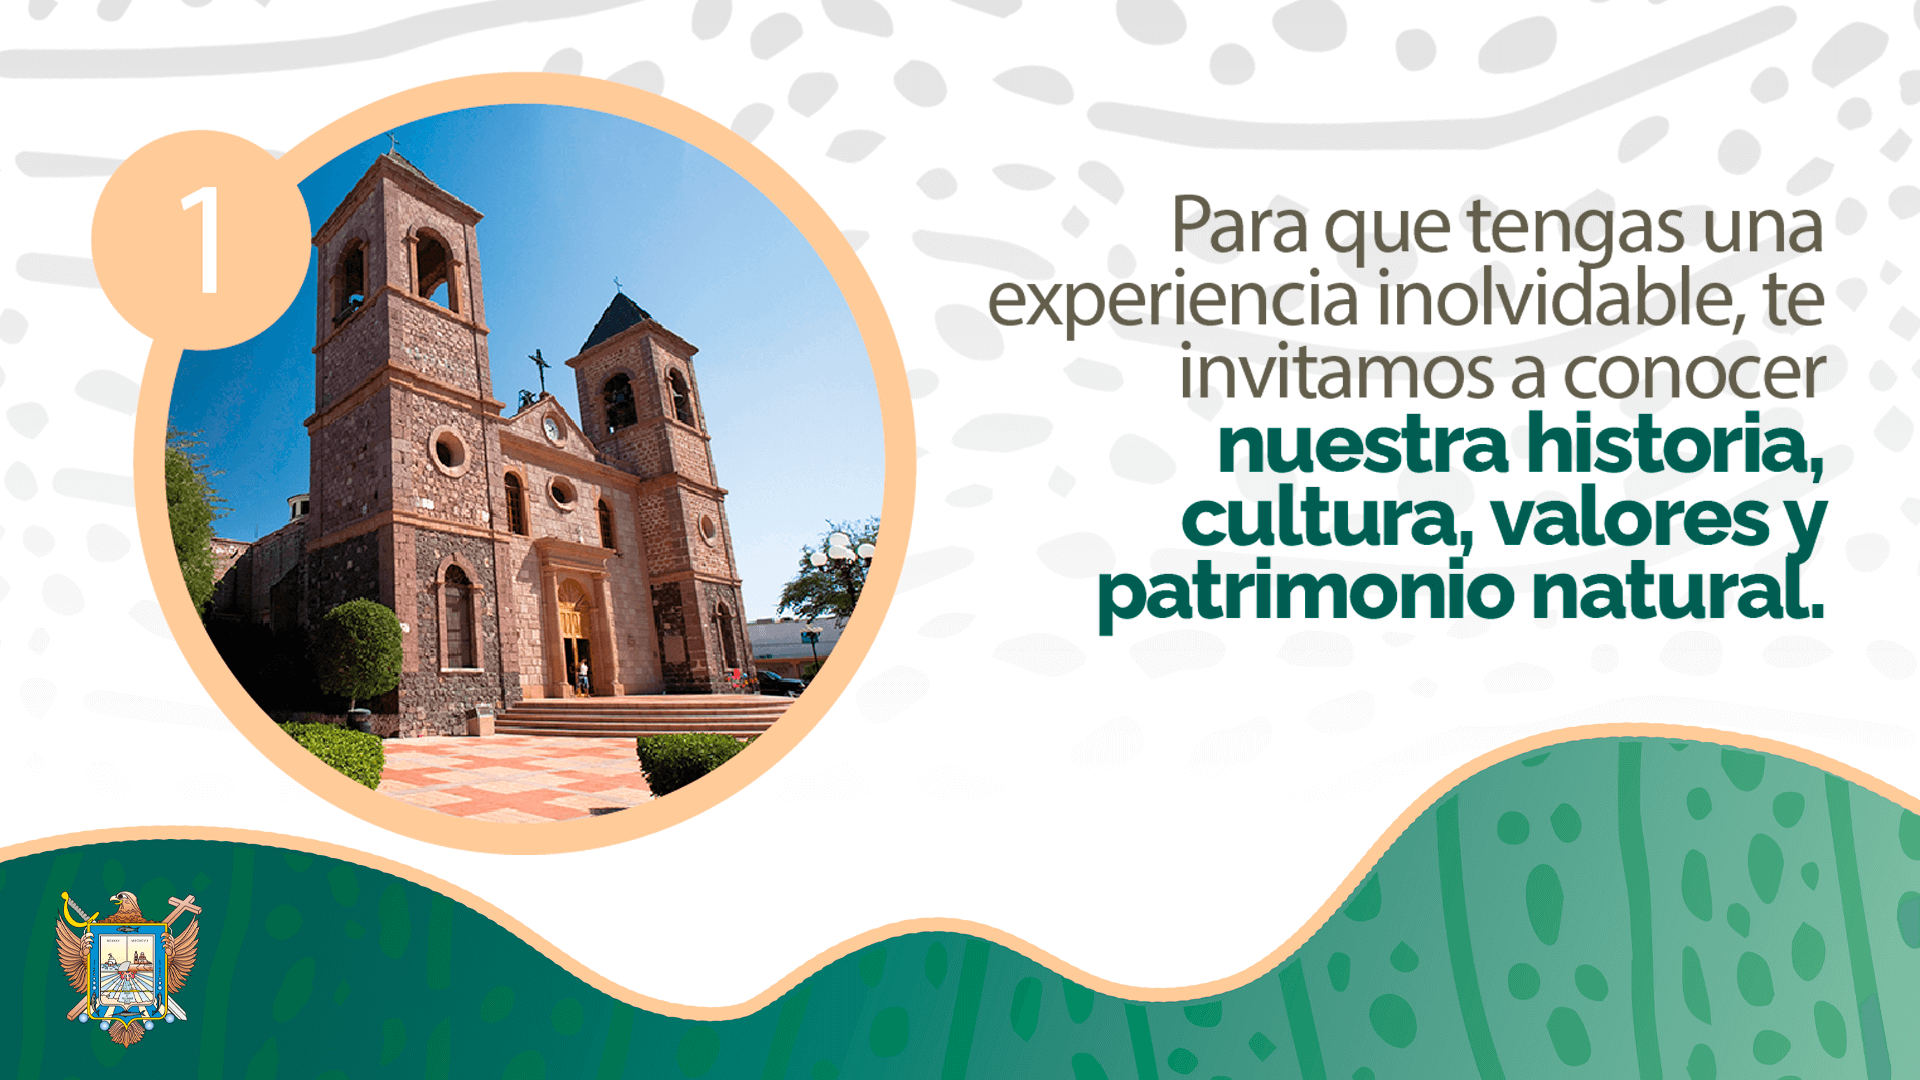 1
Para que tengas una
experiencia inolvidable, te
invitamos a conocer
nuestra historia,
cultura, valores y
patrimonio natural.